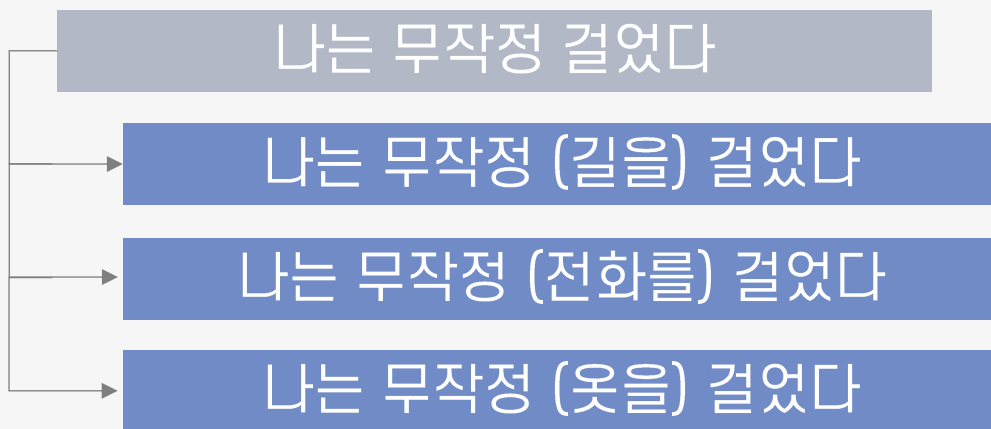 나는 무작정 걸었다
나는 무작정 (길을) 걸었다
나는 무작정 (전화를) 걸었다
나는 무작정 (옷을) 걸었다